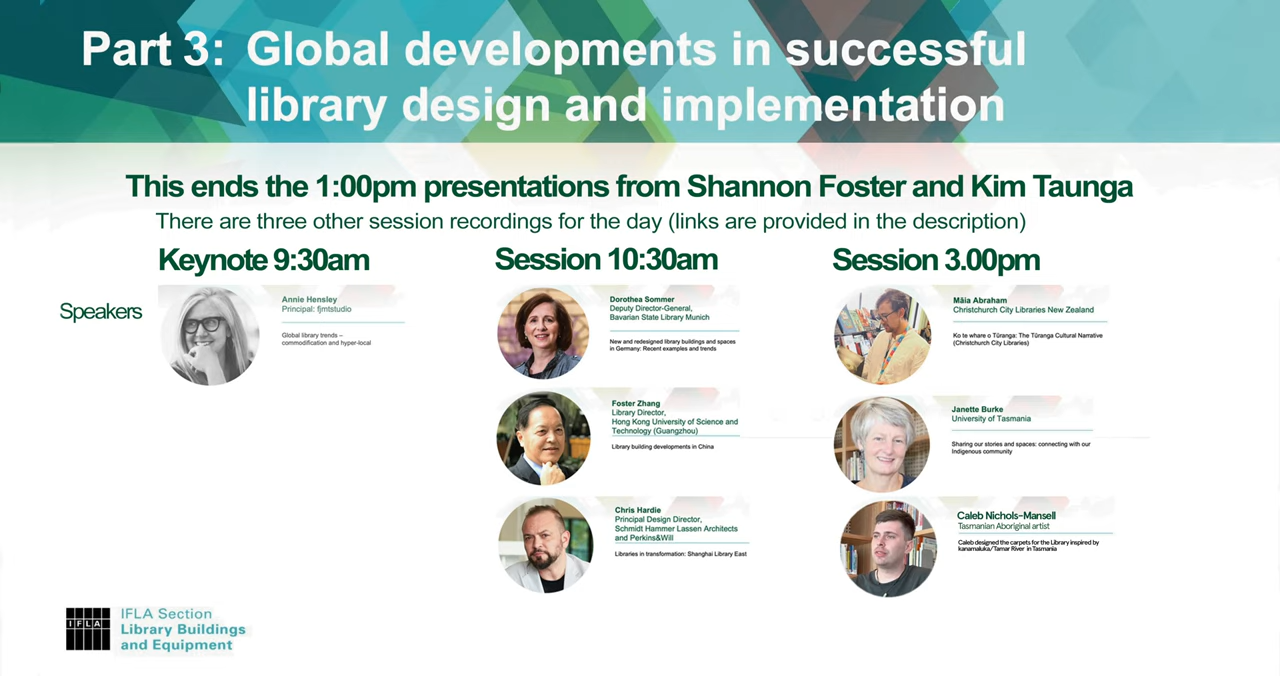 Part 3: Global developments in successful
library design and implementation
This ends the 1:00pm presentations from Shannon Foster and Kim Taunga
There are three other session recordings for the day (links are provided in the description)
Keynote 9:30am
Speakers
Annie Hensley
Principal: fjmtstudio
Global library trends –
commodification and hyper-local
Session 10:30am
Dorothea Sommer
Deputy Director-General,
Bavarian State Library Munich
New and redesigned library buildings and spaces
in Germany: Recent examples and trends
Foster Zhang
Library Director,
Hong Kong University of Science and
Technology (Guangzhou)
Library building developments in China
Chris Hardie
Principal Design Director,
Schmidt Hammer Lassen Architects
and Perkins&Will
Libraries in transformation: Shanghai Library East
Session 3.00pm
Māia Abraham
Christchurch City Libraries New Zealand
Ko te whare o Tūranga: The Tūranga Cultural Narrative
(Christchurch City Libraries)
Janette Burke
University of Tasmania
Sharing our stories and spaces: connecting with our
Indigenous community
Caleb Nichols-Mansell
Tasmanian Aboriginal artist
Caleb designed the carpets for the Library inspired by
kanamaluka/Tamar River in Tasmania
IFLA
IFLA Section
Library Buildings
and Equipment